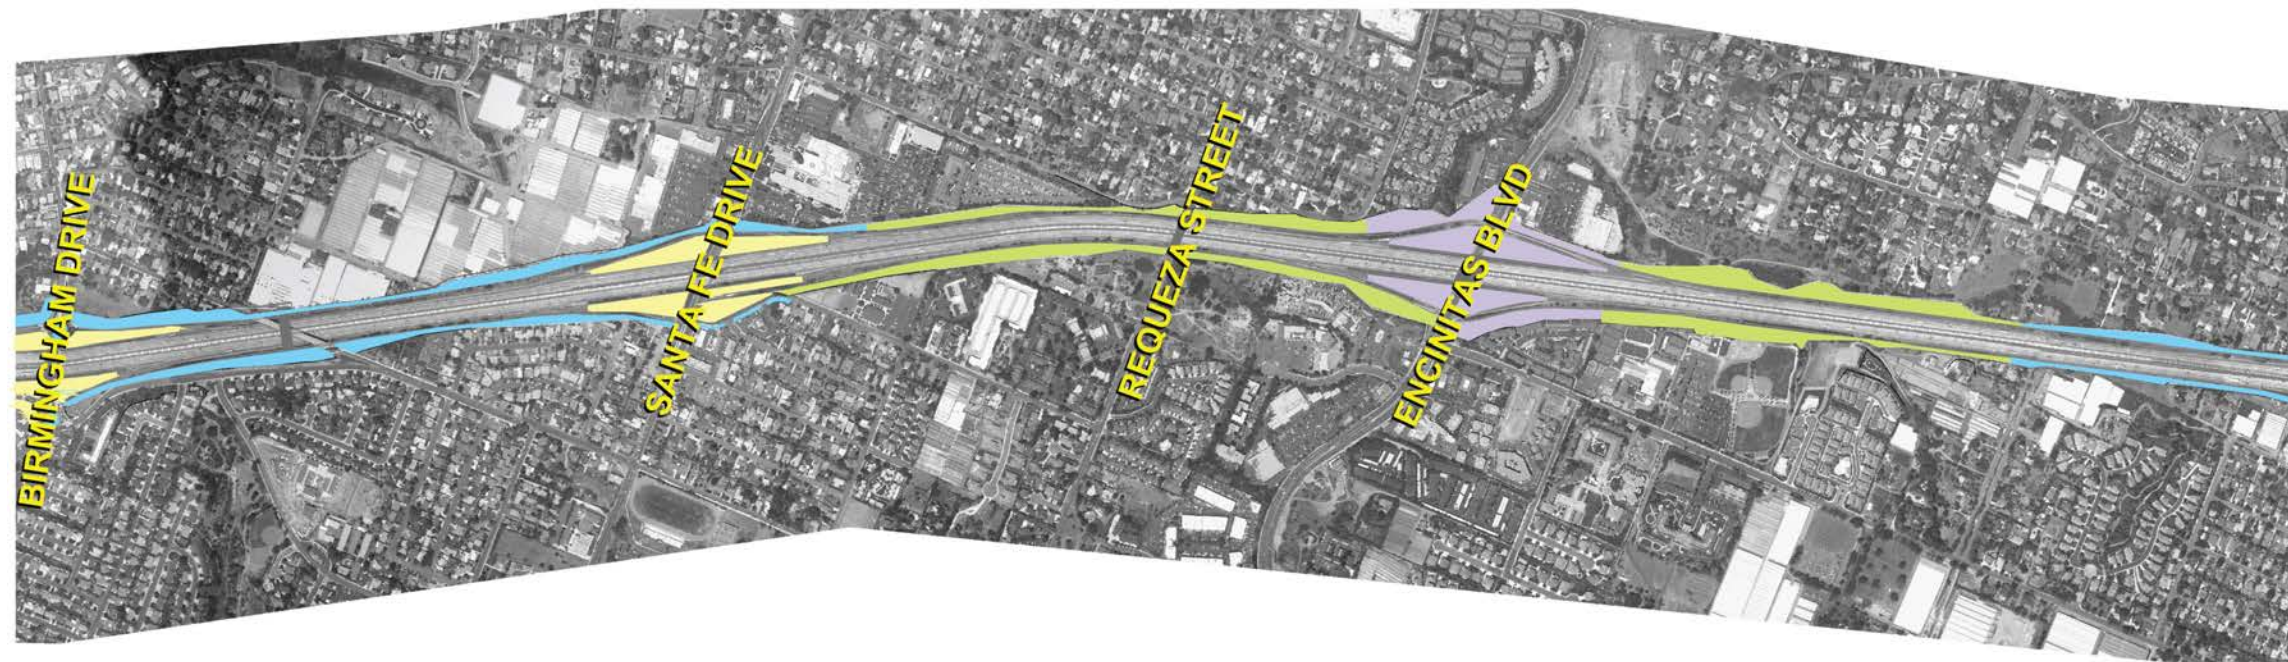 BIRMINGHAM DRIVE
SANTA FE DRIVE
REQUEZA STREET
ENCINITAS BLVD